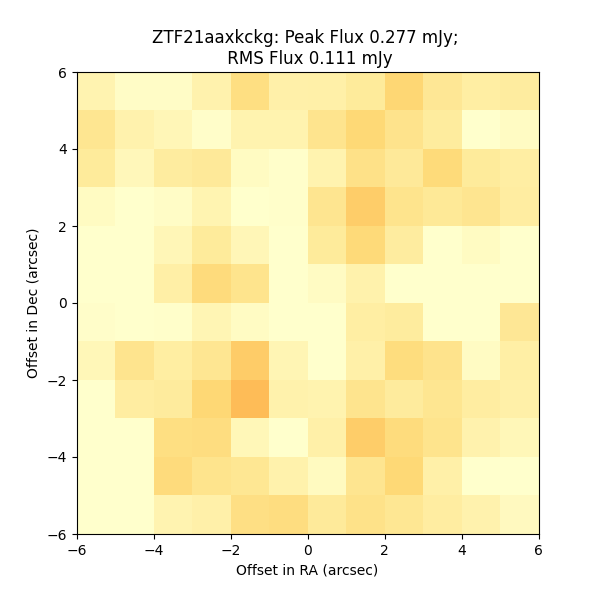 ZTF21aaxkckg: Peak Flux 0.277 mJy;
RMS Flux 0.111 mJy
6
4
2
0
−2
−4
−6
Offset in Dec (arcsec)
−6 −4 −2 0 2 4 6
Offset in RA (arcsec)